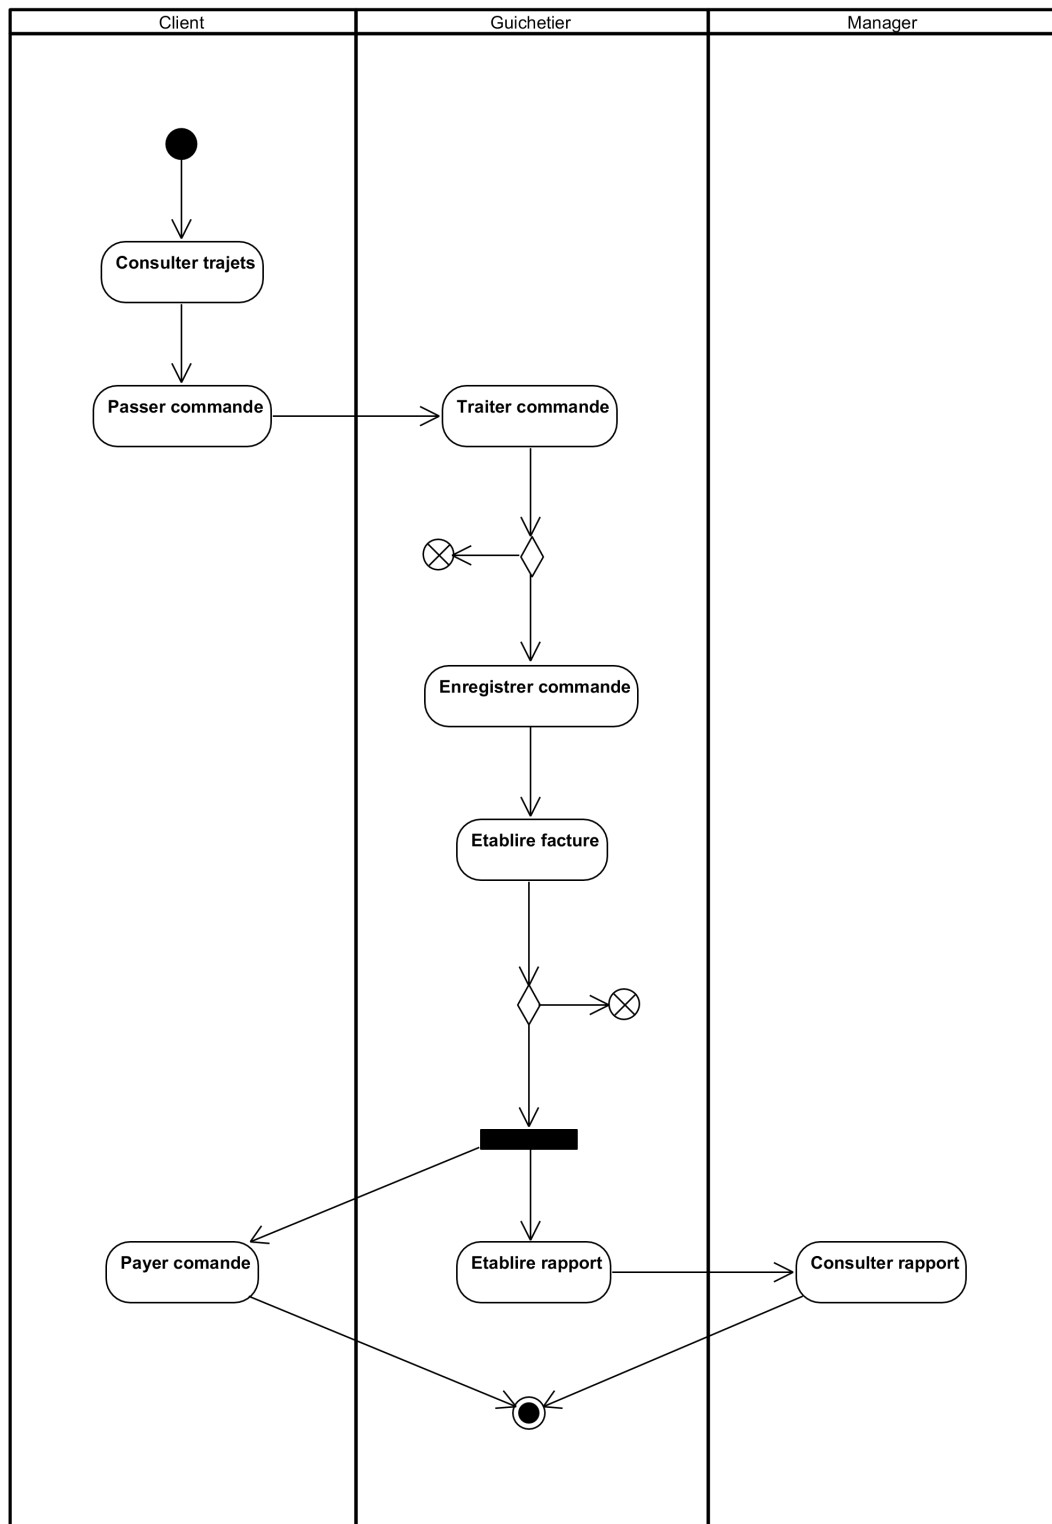 Client
Guichetier
Manager
Consulter trajets
Passer commande
Traiter commande
Enregistrer commande
Etablire facture
Payer comande
Etablire rapport
Consulter rapport